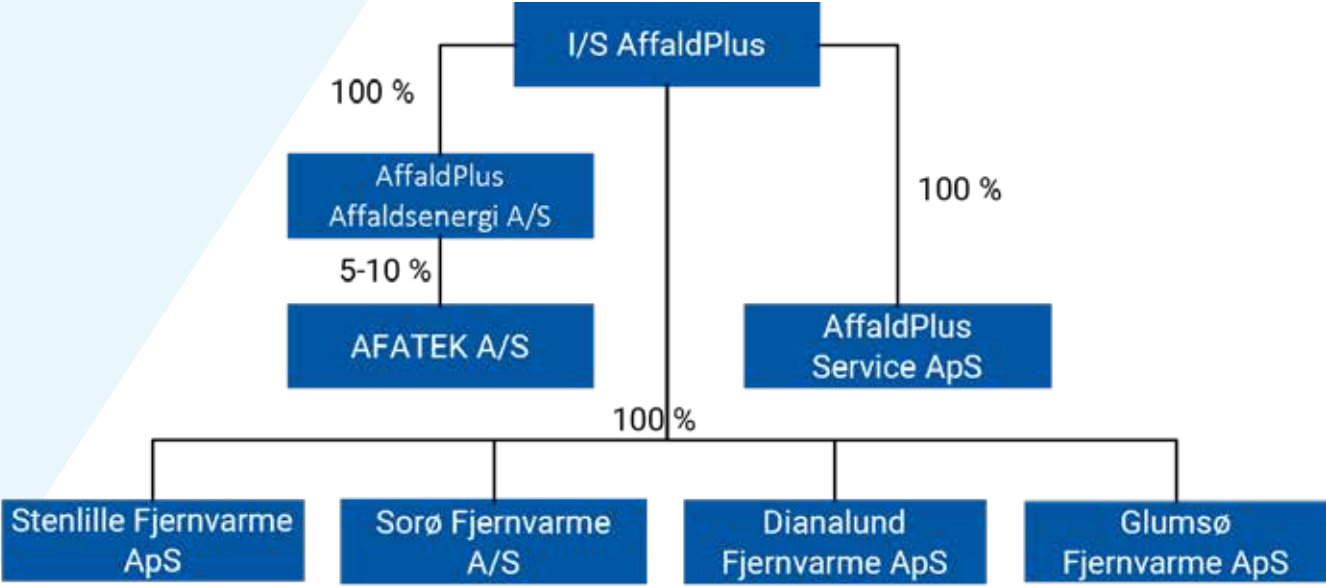 I/S AffaldPlus
100 %
AffaldPlus
Affaldsenergi A/S
100 %
5-10 %
AFATEK A/S
AffaldPlus
Service ApS
100 %
Stenlille Fjernvarme
ApS
Sorø Fjernvarme
A/S
Dianalund
Fjernvarme ApS
Glumsø
Fjernvarme ApS